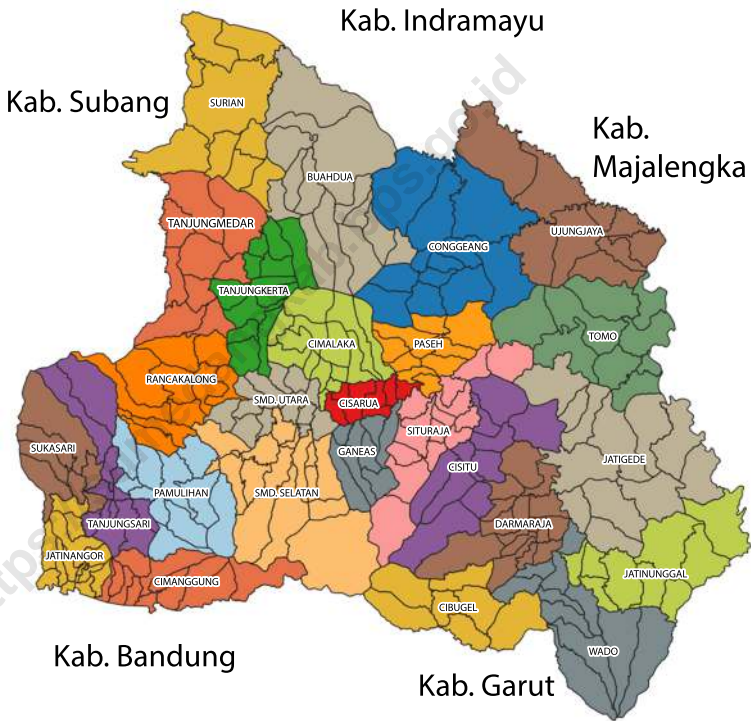 Kab. Indramayu
Kab. Subang
SURIAN
Kab.
Majalengka
BUAHDUA
TANJUNGMEDAR
UJUNGJAYA
CONGGEANG
TANJUNGKERTA
TOMO
CIMALAKA
PASEH
RANCAKALONG
SMD. UTARA
CISARUA
SITURAJA
SUKASARI
GANEAS
JATIGEDE
CISITU
PAMULIHAN
SMD. SELATAN
TANJUNGSARI
DARMARAJA
JATINANGOR
JATINUNGGAL
CIMANGGUNG
CIBUGEL
WADO
Kab. Bandung
Kab. Garut